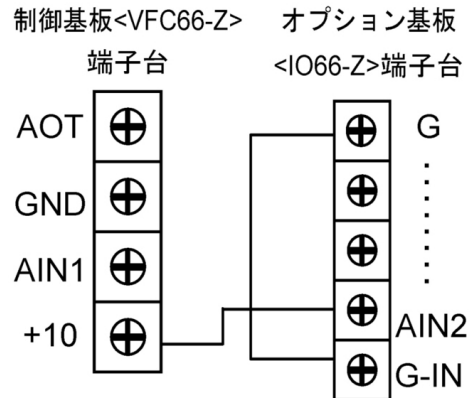 制御基板<VFC66-Z>
端子台
オプション基板
<IO66-Z>端子台
AOT
GND
AIN1
+10
G
AIN2
G-IN